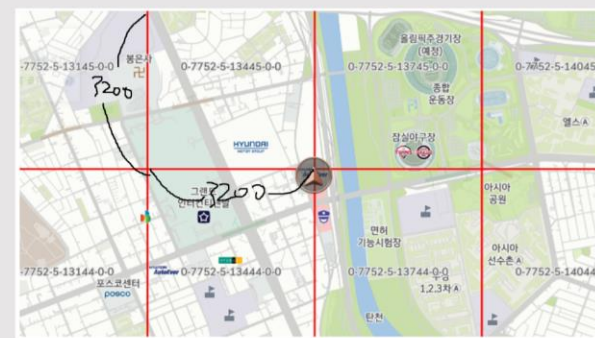 올림픽주경기장
(예정)
봉은사
-7752-5-13145-0-0
0-7752-5-13445-0-0
0-7752-5-13745-0-0
0-7752-5-14045
3200
종합
운동장
HYUNDAI
엘스 A
잠실야구장
3200
아시아
공원
그랜드
인터컨티넨탈
면허
기능시험장
아시아
선수촌 A
-7752-5-13144-0-0
0-7752-5-13444-0-0
0-7752-5-13744-0-0
0-7752-5-14044
포스코센터
posco
우성
1,2,3차 A
탄천